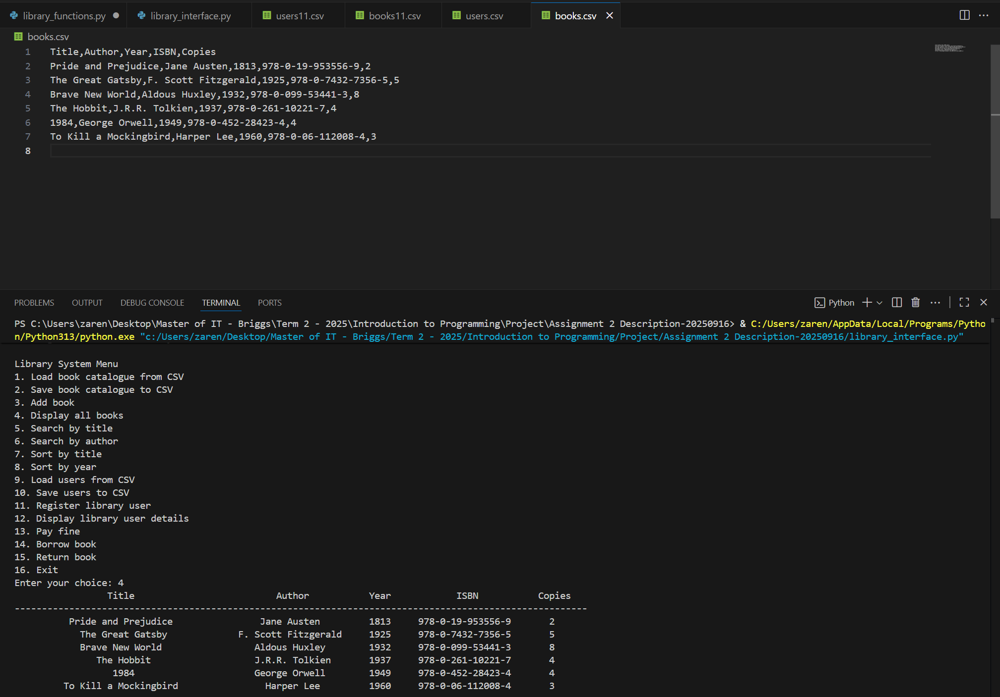 library_functions.py library_interface.py users11.csv books11.csv users.csv books.csv
books.csv
1 Title,Author,Year,ISBN,Copies
2 Pride and Prejudice,Jane Austen,1813,978-0-19-953556-9,2
3 The Great Gatsby,F. Scott Fitzgerald,1925,978-0-7432-7356-5,5
4 Brave New World,Aldous Huxley,1932,978-0-099-53441-3,8
5 The Hobbit,J.R.R. Tolkien,1937,978-0-261-10221-7,4
6 1984,George Orwell,1949,978-0-452-28423-4,4
7 To Kill a Mockingbird,Harper Lee,1960,978-0-06-112008-4,3
8
PROBLEMS OUTPUT DEBUG CONSOLE TERMINAL PORTS Python
PS C:\Users\zaren\Desktop\Master of IT - Briggs\Term 2 - 2025\Introduction to Programming\Project\Assignment 2 Description-20250916> & C:/Users/zaren/AppData/Local/Programs/Pytho
n/Python313/python.exe "c:/Users/zaren/Desktop/Master of IT - Briggs/Term 2 - 2025/Introduction to Programming/Project/Assignment 2 Description-20250916/library_interface.py"
Library System Menu
1. Load book catalogue from CSV
2. Save book catalogue to CSV
3. Add book
4. Display all books
5. Search by title
6. Search by author
7. Sort by title
8. Sort by year
9. Load users from CSV
10. Save users to CSV
11. Register library user
12. Display library user details
13. Pay fine
14. Borrow book
15. Return book
16. Exit
Enter your choice: 4
Title Author Year ISBN Copies
---------------------------------------------------------------------------------------------------------
Pride and Prejudice Jane Austen 1813 978-0-19-953556-9 2
The Great Gatsby F. Scott Fitzgerald 1925 978-0-7432-7356-5 5
Brave New World Aldous Huxley 1932 978-0-099-53441-3 8
The Hobbit J.R.R. Tolkien 1937 978-0-261-10221-7 4
1984 George Orwell 1949 978-0-452-28423-4 4
To Kill a Mockingbird Harper Lee 1960 978-0-06-112008-4 3